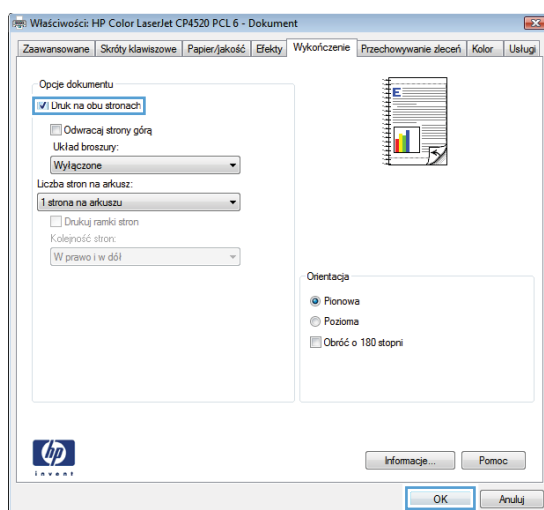 Właściwości: HP Color LaserJet CP4520 PCL 6 - Dokument
Zaawansowane Skróty klawiszowe Papier/jakość Efekty Wykończenie Przechowywanie zleceń Kolor Usługi
Opcje dokumentu
Druk na obu stronach
Odwracaj strony górą
Układ broszury:
Wyłączone
Liczba stron na arkusz:
1 strona na arkuszu
Drukuj ramki stron
Kolejność stron:
W prawo i w dół
E
Orientacja
Pionowa
Pozioma
Obróć o 180 stopni
hp
invent
Informacje... Pomoc
OK Anuluj